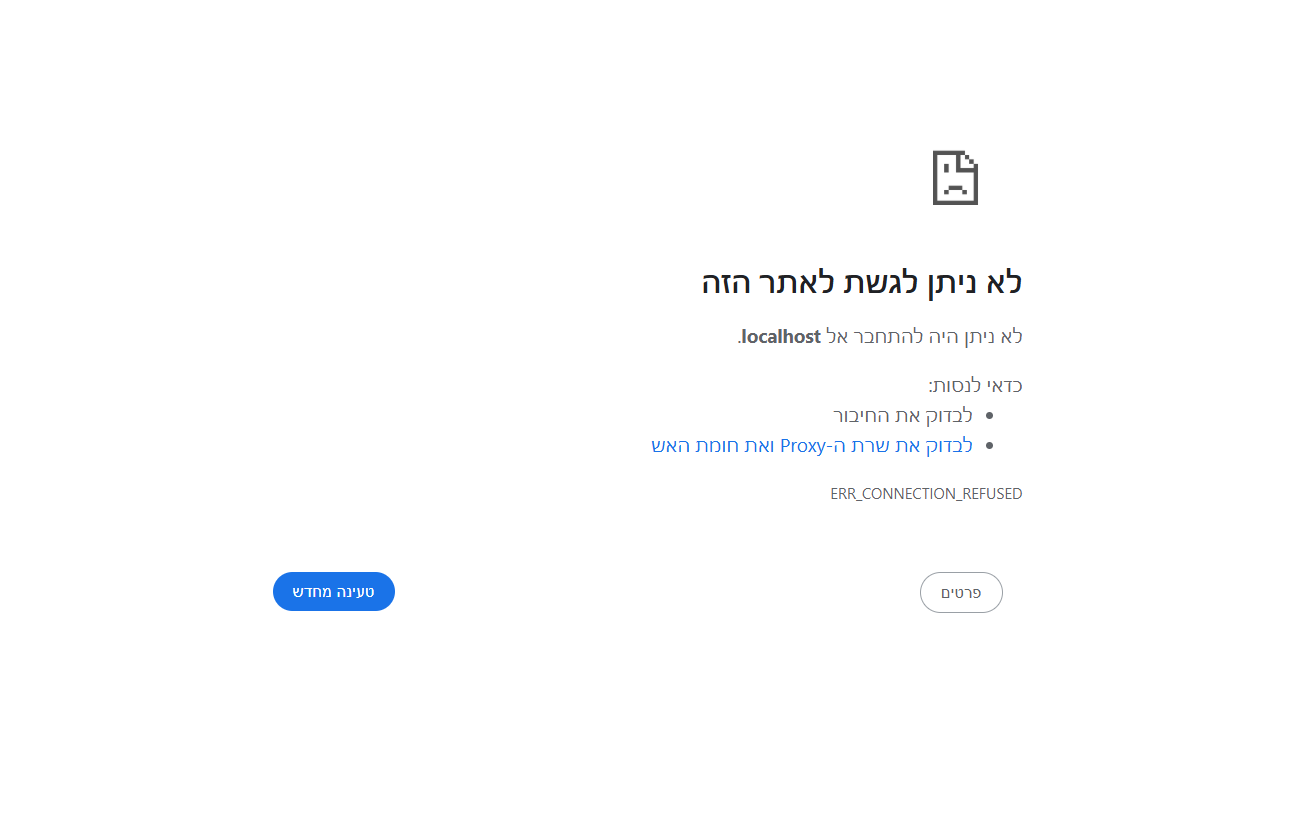 לא ניתן לגשת לאתר הזה
לא ניתן היה להתחבר אל localhost.
כדאי לנסות:
לבדוק את החיבור
לבדוק את שרת ה-Proxy ואת חומת האש
ERR_CONNECTION_REFUSED
פרטים
טעינה מחדש